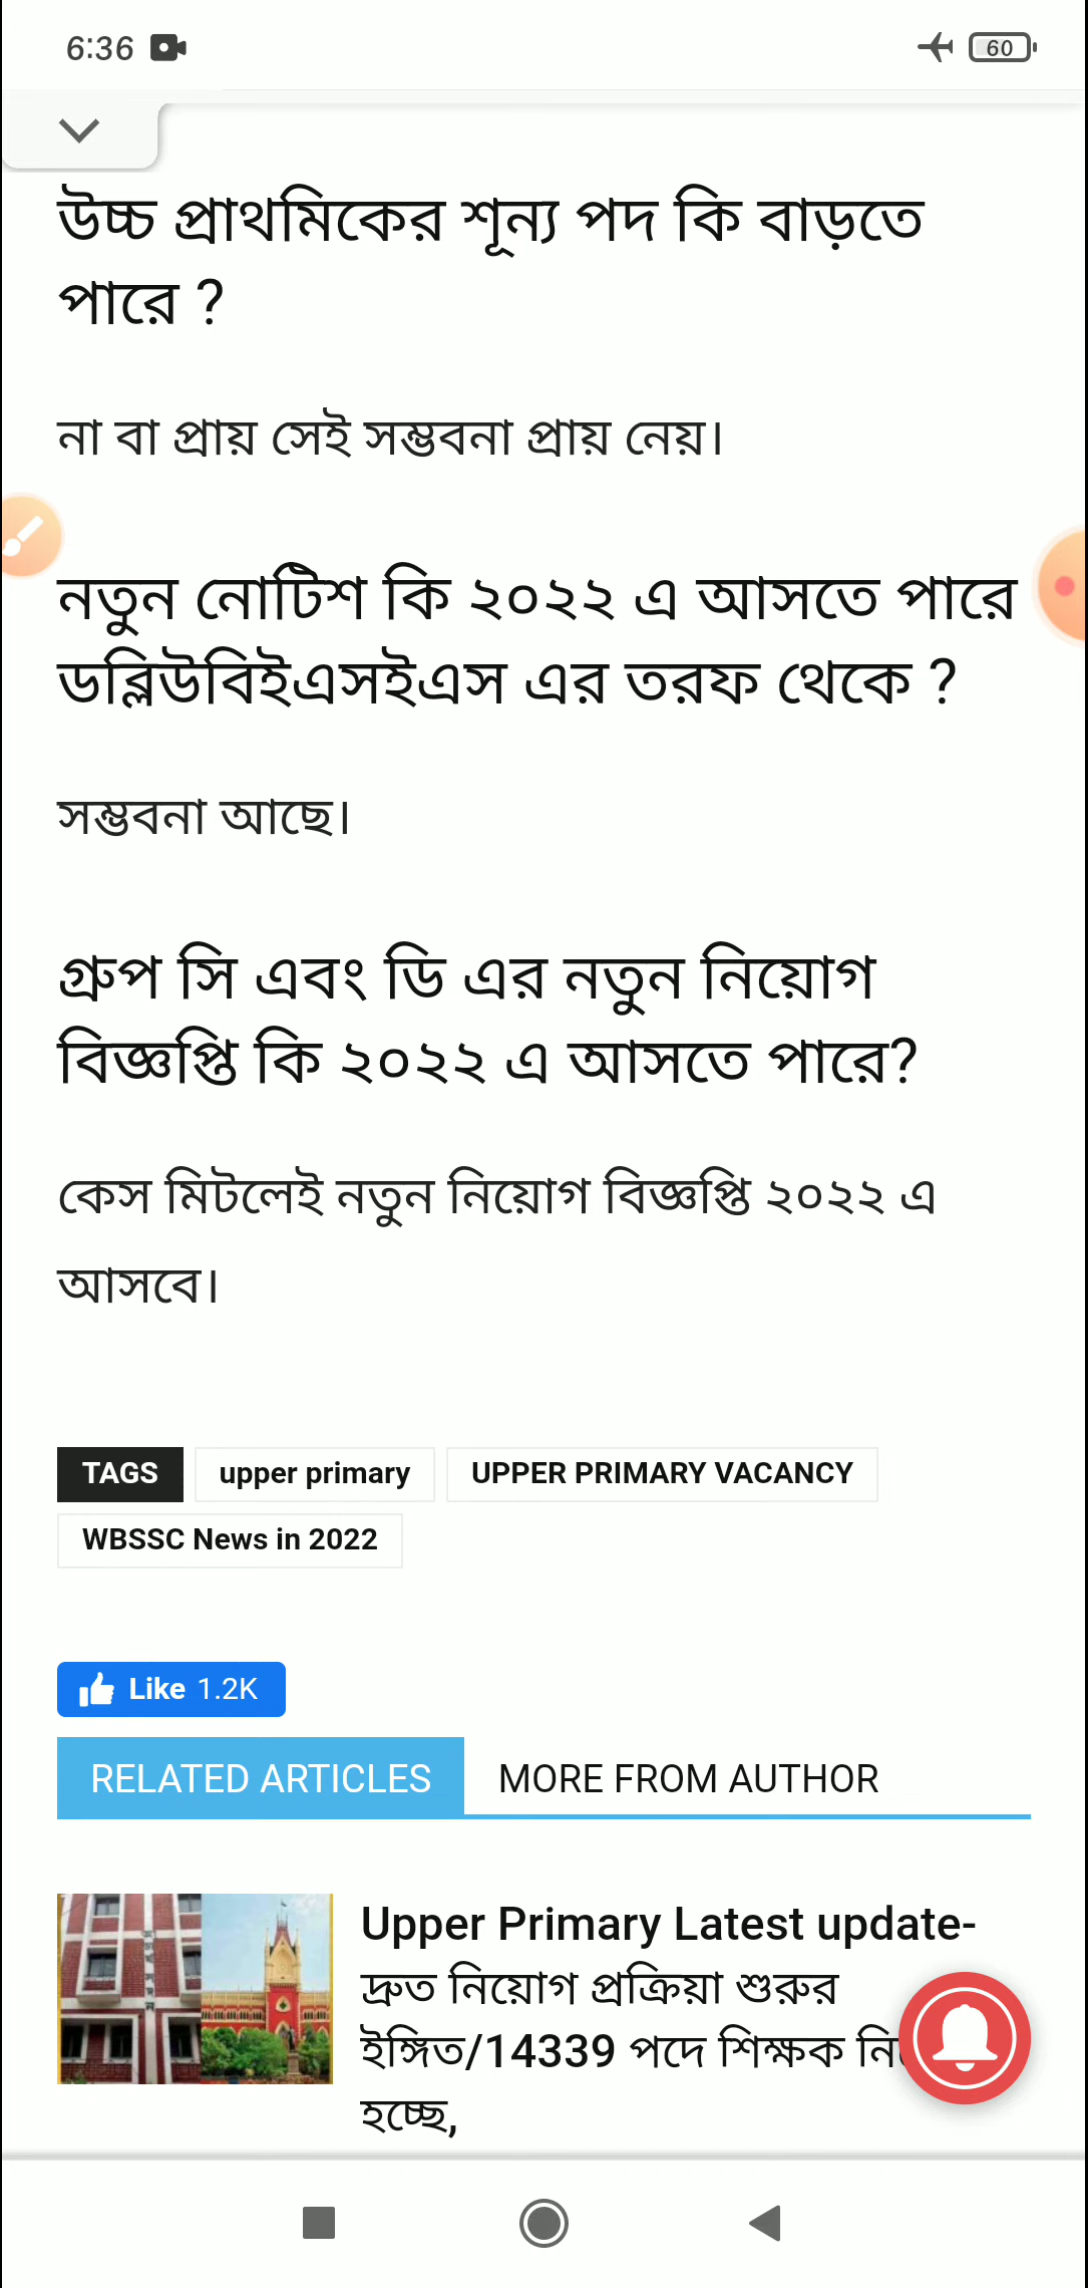 6:36
60
উচ্চ প্রাথমিকের শূন্য পদ কি বাড়তে
পারে ?
না বা প্রায় সেই সম্ভবনা প্রায় নেয়।
নতুন নোটিশ কি ২০২২ এ আসতে পারে
ডব্লিউবিইএসইএস এর তরফ থেকে ?
সম্ভবনা আছে।
গ্রুপ সি এবং ডি এর নতুন নিয়োগ
বিজ্ঞপ্তি কি ২০২২ এ আসতে পারে?
কেস মিটলেই নতুন নিয়োগ বিজ্ঞপ্তি ২০২২ এ
আসবে।
TAGS upper primary UPPER PRIMARY VACANCY
WBSSC News in 2022
Like 1.2K
RELATED ARTICLES MORE FROM AUTHOR
Upper Primary Latest update-
দ্রুত নিয়োগ প্রক্রিয়া শুরুর
ইঙ্গিত/14339 পদে শিক্ষক
হচ্ছে,